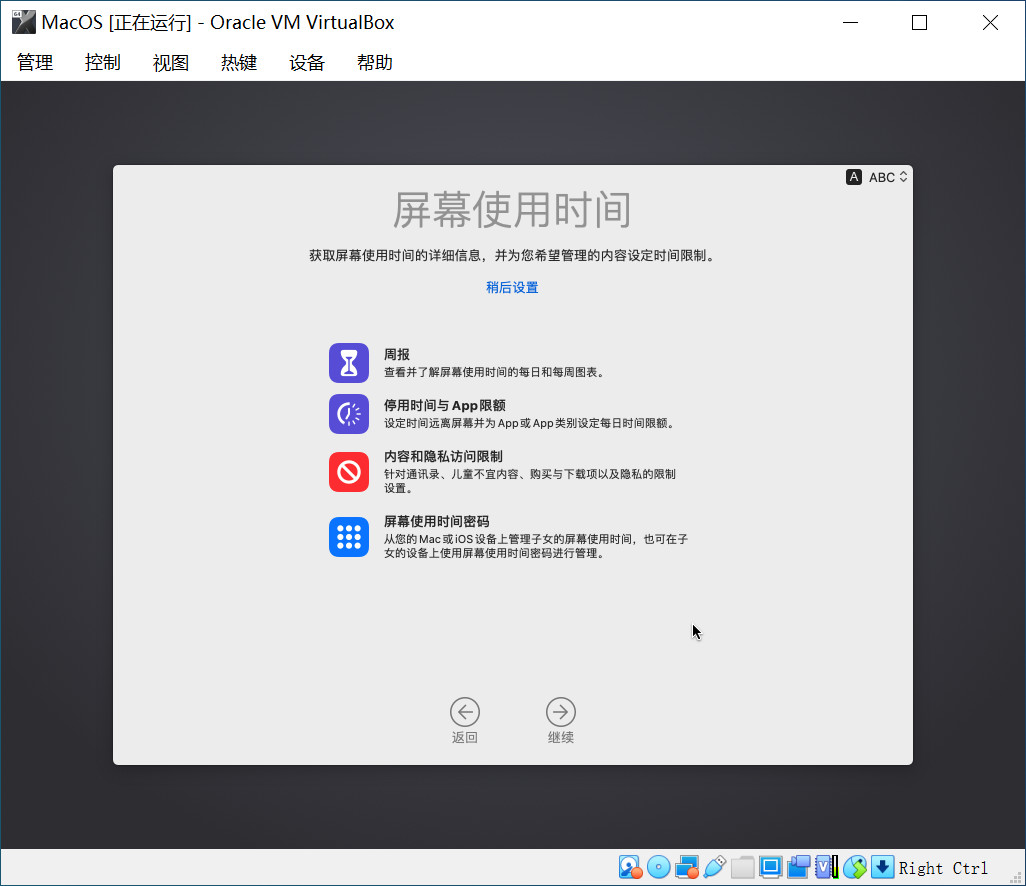 MacOS [正在运行] - Oracle VM VirtualBox
管理 控制 视图 热键 设备 帮助
A ABC
屏幕使用时间
获取屏幕使用时间的详细信息，并为您希望管理的内容设定时间限制。
稍后设置
周报
查看并了解屏幕使用时间的每日和每周图表。
停用时间与 App 限额
设定时间远离屏幕并为 App 或 App 类别设定每日时间限额。
内容和隐私访问限制
针对通讯录、儿童不宜内容、购买与下载项以及隐私的限制
设置。
屏幕使用时间密码
从您的 Mac 或 iOS 设备上管理子女的屏幕使用时间，也可在子
女的设备上使用屏幕使用时间密码进行管理。
返回 继续
Right Ctrl